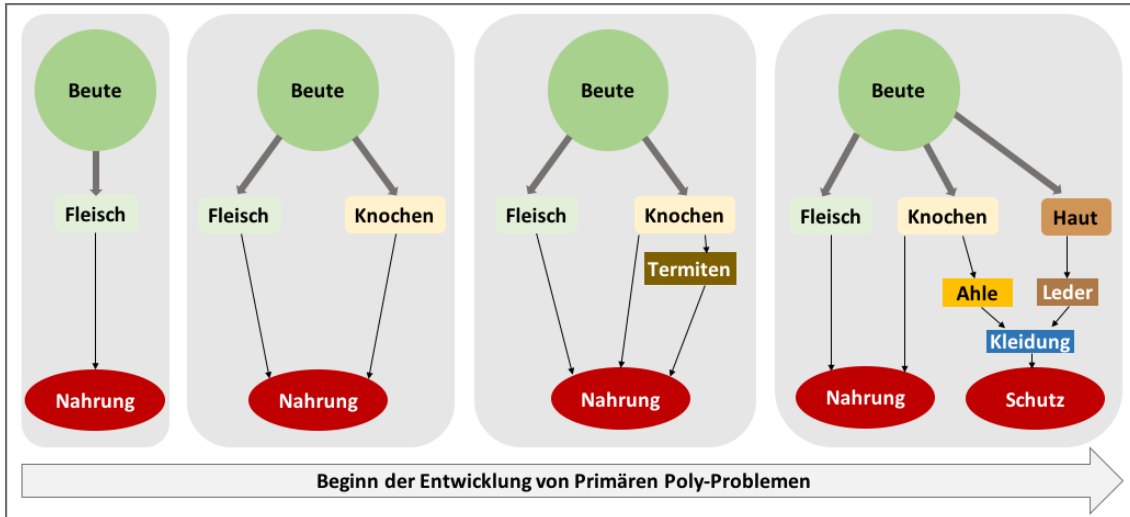 Beute
Fleisch
Nahrung
Beute
Fleisch
Knochen
Nahrung
Beute
Fleisch
Knochen
Termiten
Nahrung
Beute
Fleisch
Knochen
Haut
Ahle
Leder
Kleidung
Nahrung
Schutz
Beginn der Entwicklung von Primären Poly-Problemen